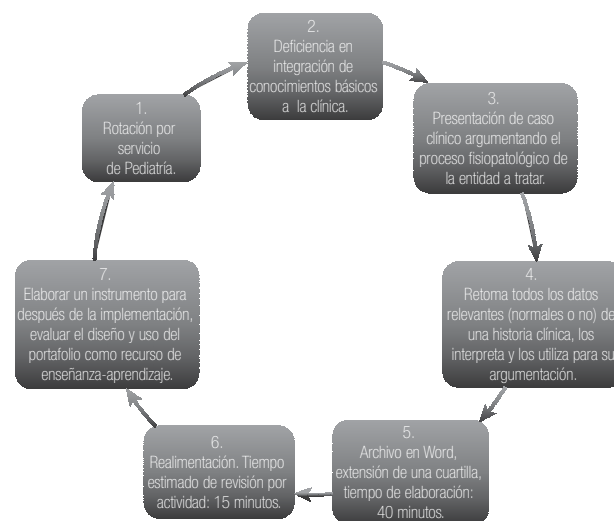 1.
Rotación por
servicio
de Pediatría.
2.
Deficiencia en
integración de
conocimientos básicos
a la clínica.
3.
Presentación de caso
clínico argumentando el
proceso fisiopatológico de
la entidad a tratar.
4.
Retoma todos los datos
relevantes (normales o no) de
una historia clínica, los
interpreta y los utiliza para su
argumentación.
5.
Archivo en Word,
extensión de una cuartilla,
tiempo de elaboración:
40 minutos.
6.
Realimentación. Tiempo
estimado de revisión por
actividad: 15 minutos.
7.
Elaborar un instrumento para
después de la implementación,
evaluar el diseño y uso del
portafolio como recurso de
enseñanza-aprendizaje.